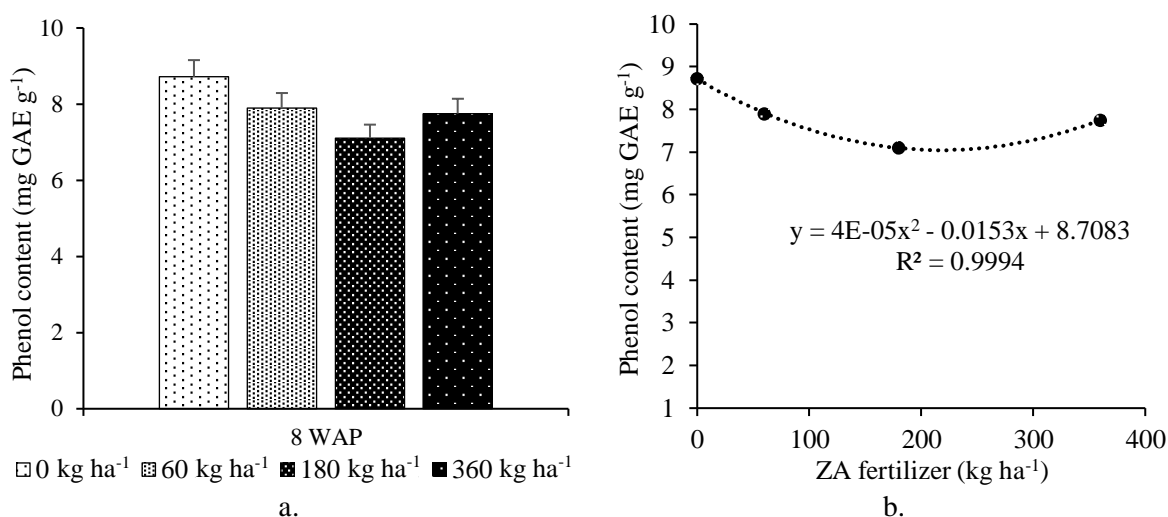 Phenol content (mg GAE g⁻¹)
10
8
6
4
2
0
8 WAP
0 kg ha⁻¹ 60 kg ha⁻¹ 180 kg ha⁻¹ 360 kg ha⁻¹
a.
Phenol content (mg GAE g⁻¹)
10
9
8
7
6
5
4
3
2
1
y = 4E-05x² - 0.0153x + 8.7083
R² = 0.9994
0 100 200 300 400
ZA fertilizer (kg ha⁻¹)
b.